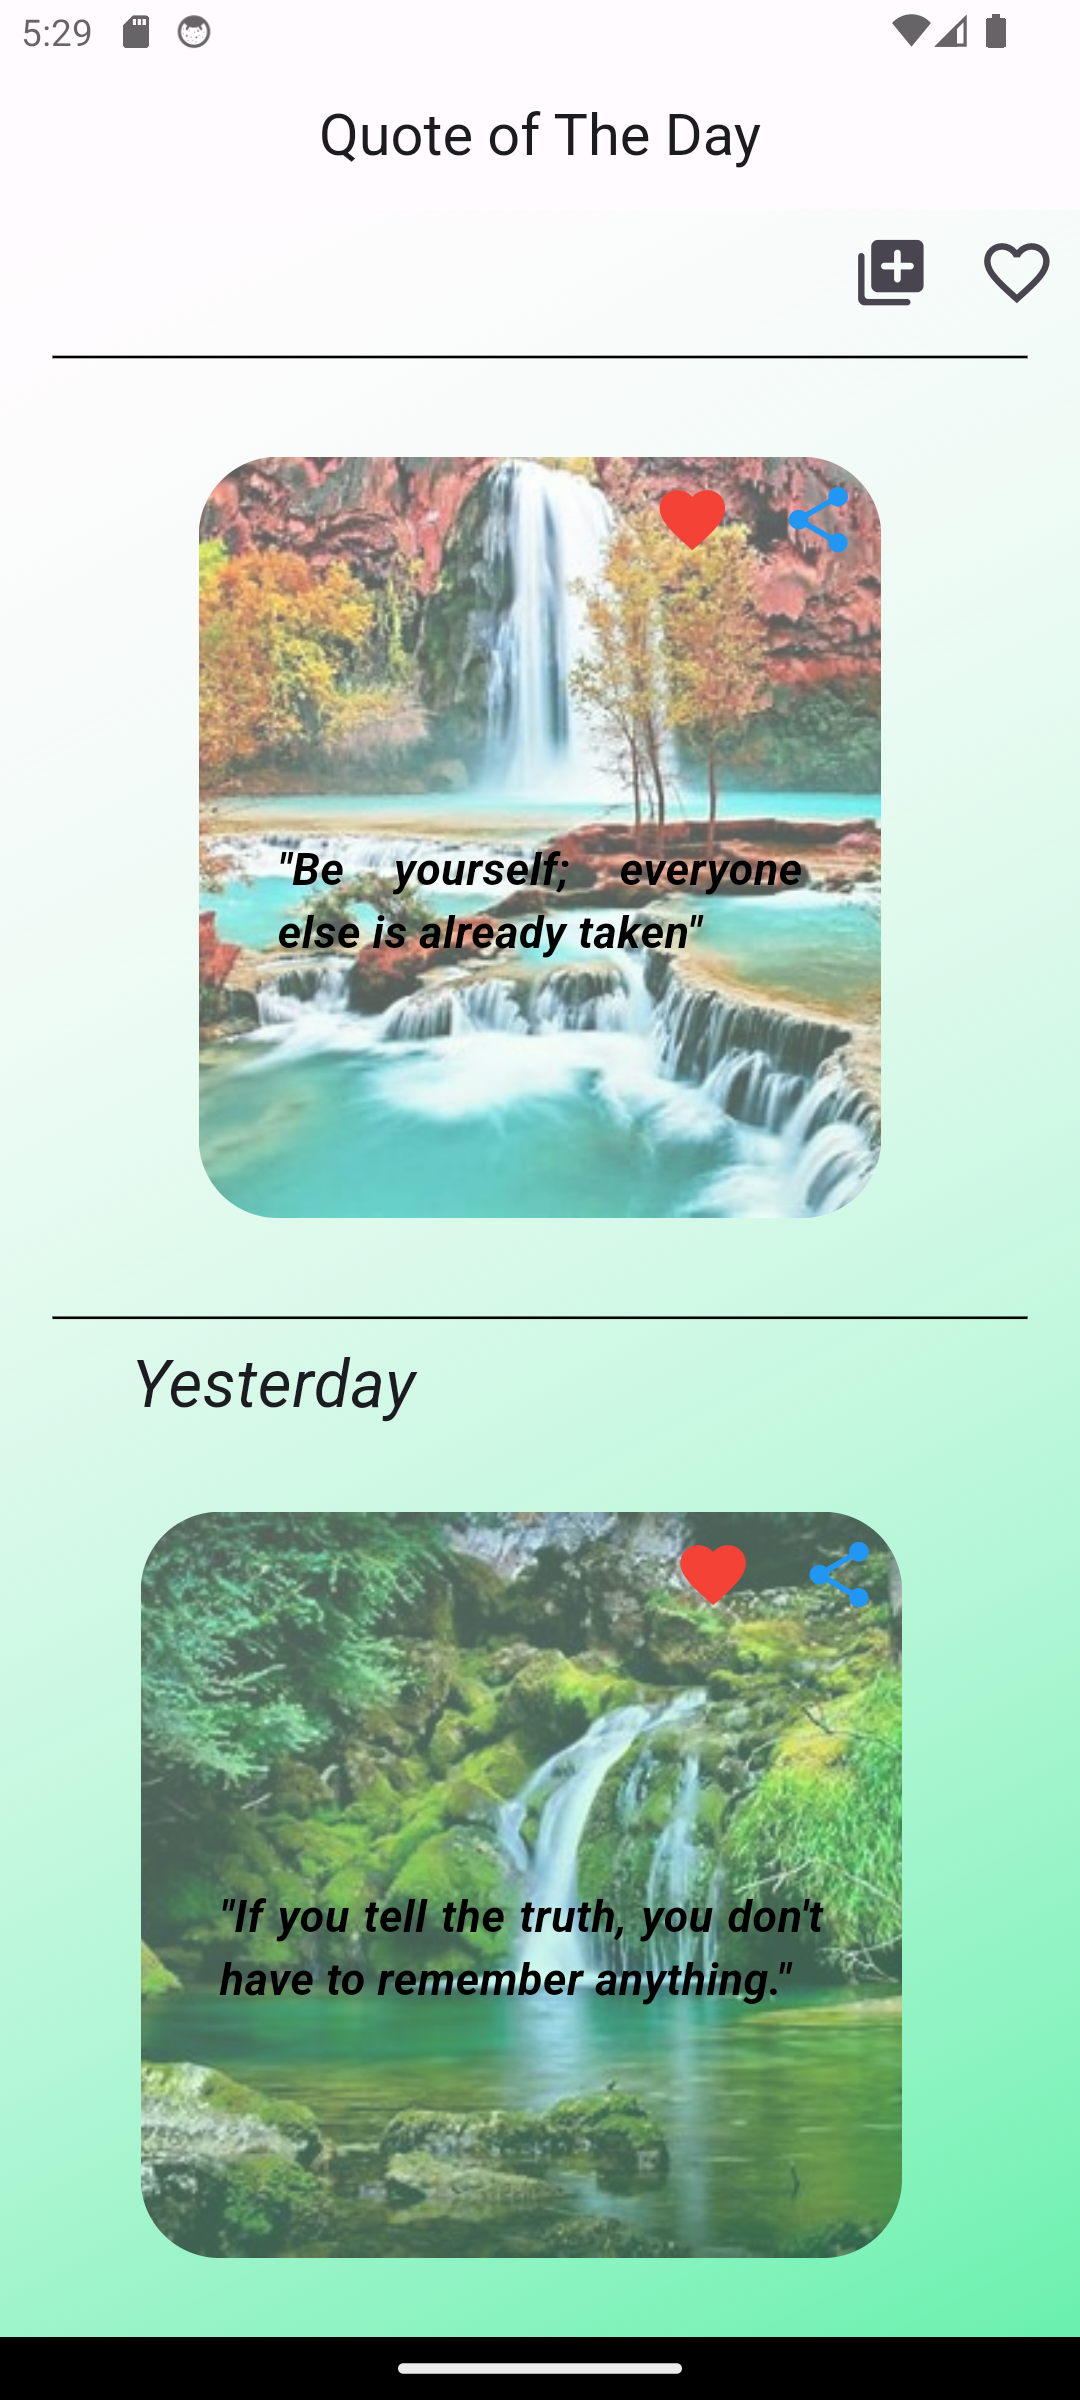 5:29
Quote of The Day
"Be yourself; everyone
else is already taken"
Yesterday
"If you tell the truth, you don't
have to remember anything."